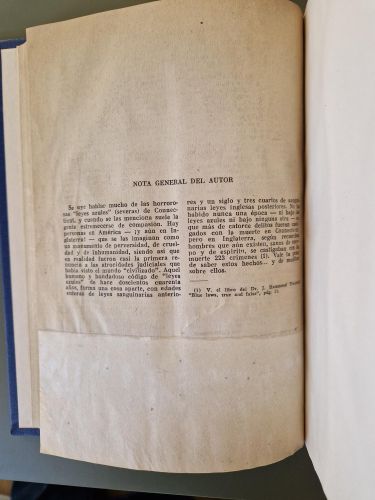 NOTA GENERAL DEL AUTOR
Se oye hablar mucho de las horroro-
sas "leyes azules" (severas) de Connec-
ticut, y cuando se las menciona suele la
gente estremecerse de compasión. Hay
personas en América — ¡y aún en In-
glaterra! — que se las imaginan como
un monumento de perversidad, de cruel-
dad y de inhumanidad, siendo así que
en realidad fueron casi la primera re-
nuncia a las atrocidades judiciales que
había visto el mundo "civilizado". Aquel
humano y bondadoso código de "leyes
azules" de hace doscientos cuarenta
años, forma una cosa aparte, con edades
enteras de leyes sanguinarias anterio-
res y un siglo y tres cuartos de sangui-
narias leyes inglesas posteriores. No ha
habido nunca una época — ni bajo las
leyes azules ni bajo ninguna otra — en
que más de catorce delitos fueran casti-
gados con la muerte en Connecticut;
pero en Inglaterra, según recuerdan
hombres que aún existen, sanos de cuer-
po y de espíritu, se castigaban con la
muerte 223 crímenes (1). Vale la pena
de saber estos hechos... y de meditar
sobre ellos.
(1) V. el libro del Dr. J. Hammond Trumbull
"Blue laws, true and false", pág. 11.